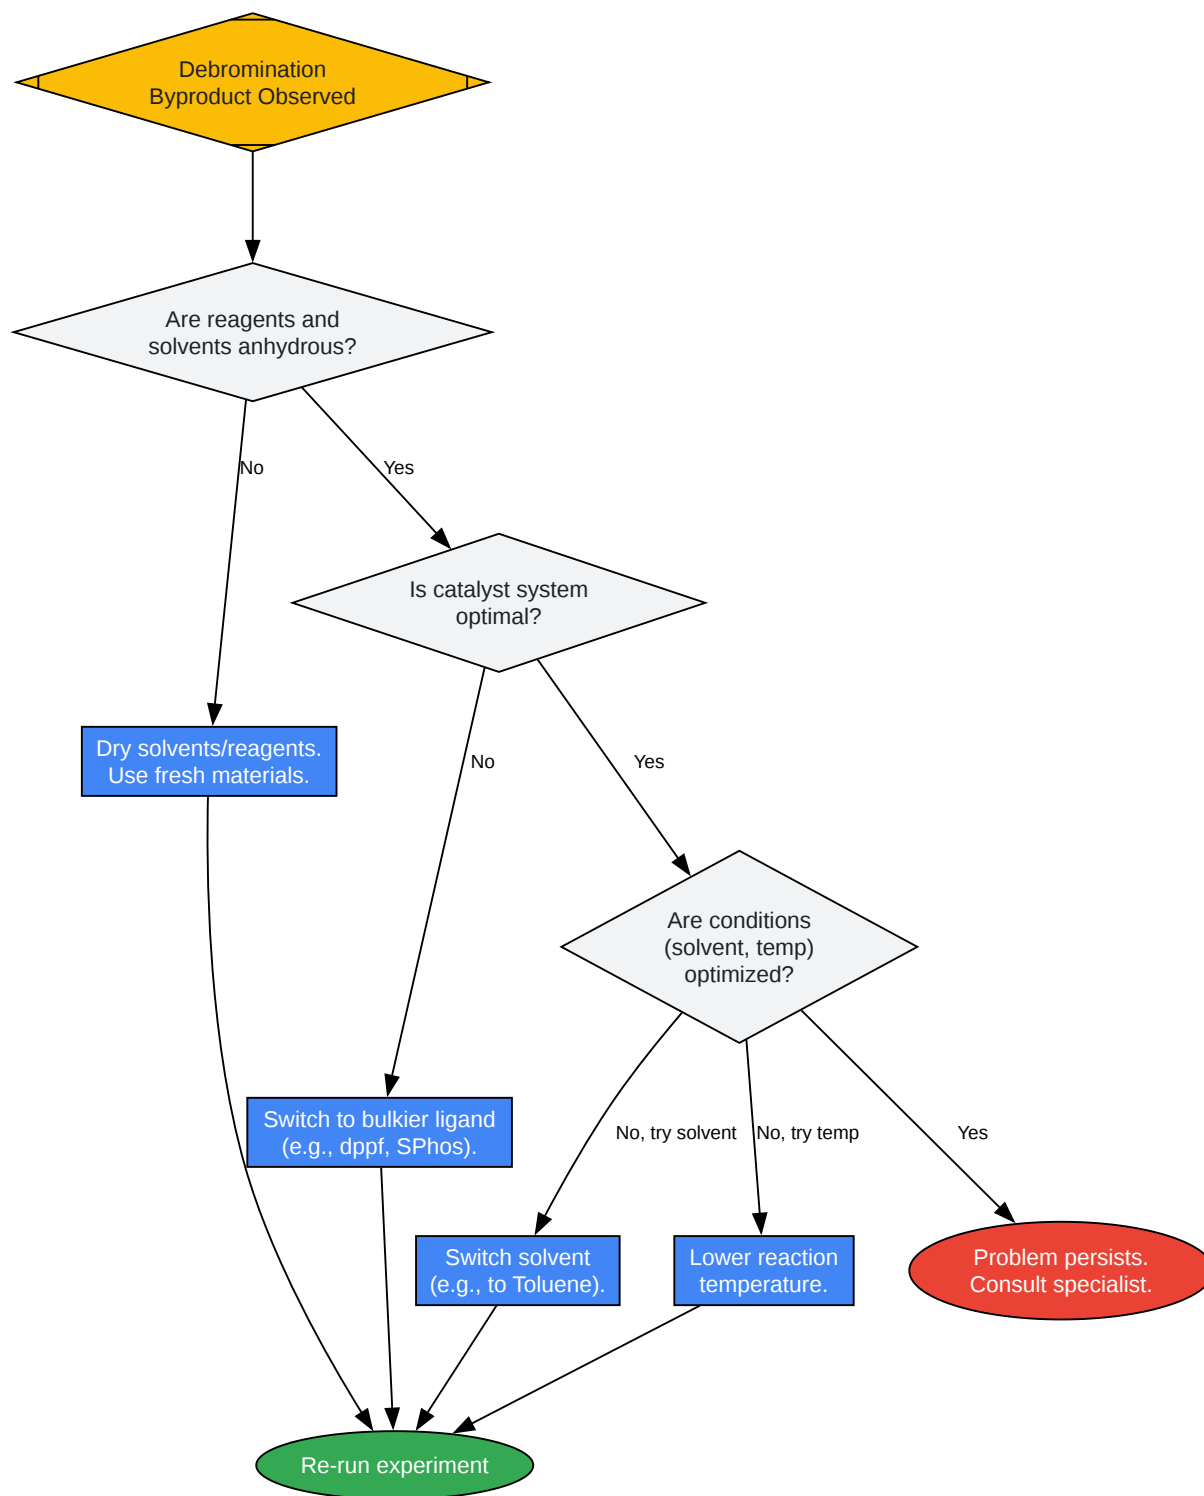 Debromination
Byproduct Observed
Are reagents and
solvents anhydrous?
No
Yes
Is catalyst system
optimal?
Dry solvents/reagents.
Use fresh materials.
No
Yes
Are conditions
(solvent, temp)
optimized?
Switch to bulkier ligand
(e.g., dppf, SPhos).
No, try solvent
No, try temp
Yes
Switch solvent
(e.g., to Toluene).
Lower reaction
temperature.
Problem persists.
Consult specialist.
Re-run experiment